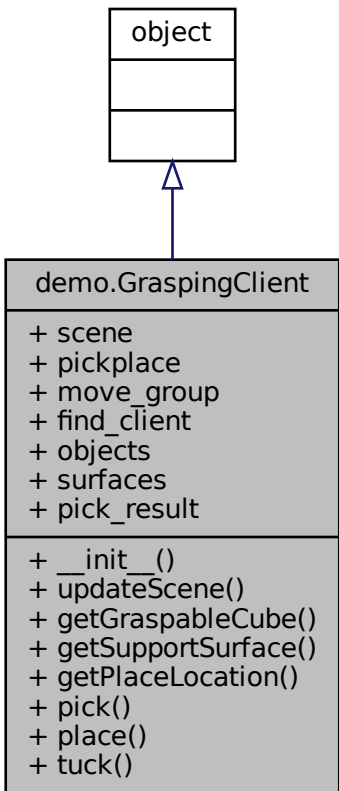 object
demo.GraspingClient
+ scene
+ pickplace
+ move_group
+ find_client
+ objects
+ surfaces
+ pick_result
+ __init__()
+ updateScene()
+ getGraspableCube()
+ getSupportSurface()
+ getPlaceLocation()
+ pick()
+ place()
+ tuck()